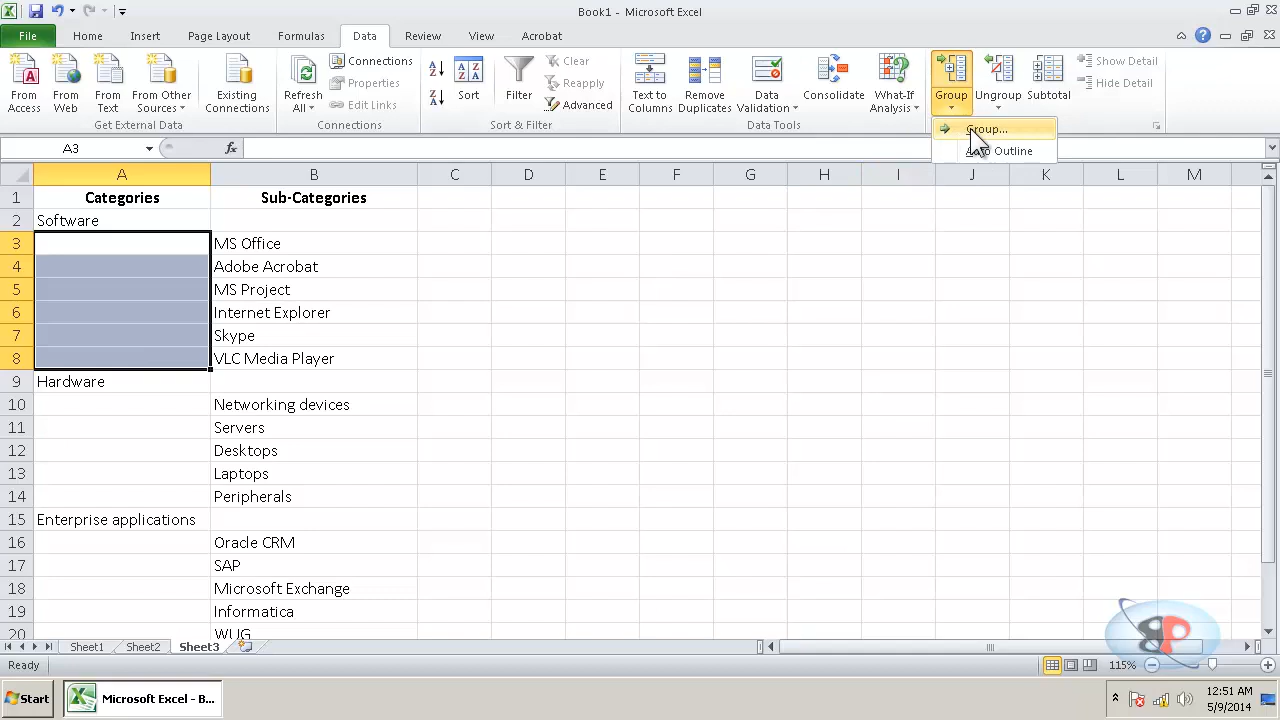 Book1 - Microsoft Excel
File Home Insert Page Layout Formulas Data Review View Acrobat
From Access
From Web
From Text
From Other Sources
Existing Connections
Get External Data
Refresh All
Connections
Properties
Edit Links
Connections
Sort
Filter
Clear
Reapply
Advanced
Sort & Filter
Text to Columns
Remove Duplicates
Data Validation
Consolidate
What-If Analysis
Data Tools
Group
Ungroup
Subtotal
Show Detail
Hide Detail
Group...
Outline
A3 fx
A B C D E F G H I J K L M
1 Categories Sub-Categories
2 Software
3 MS Office
4 Adobe Acrobat
5 MS Project
6 Internet Explorer
7 Skype
8 VLC Media Player
9 Hardware
10 Networking devices
11 Servers
12 Desktops
13 Laptops
14 Peripherals
15 Enterprise applications
16 Oracle CRM
17 SAP
18 Microsoft Exchange
19 Informatica
20 WUG
Sheet1 Sheet2 Sheet3
Ready 115%
Start Microsoft Excel - B...
12:51 AM
5/9/2014